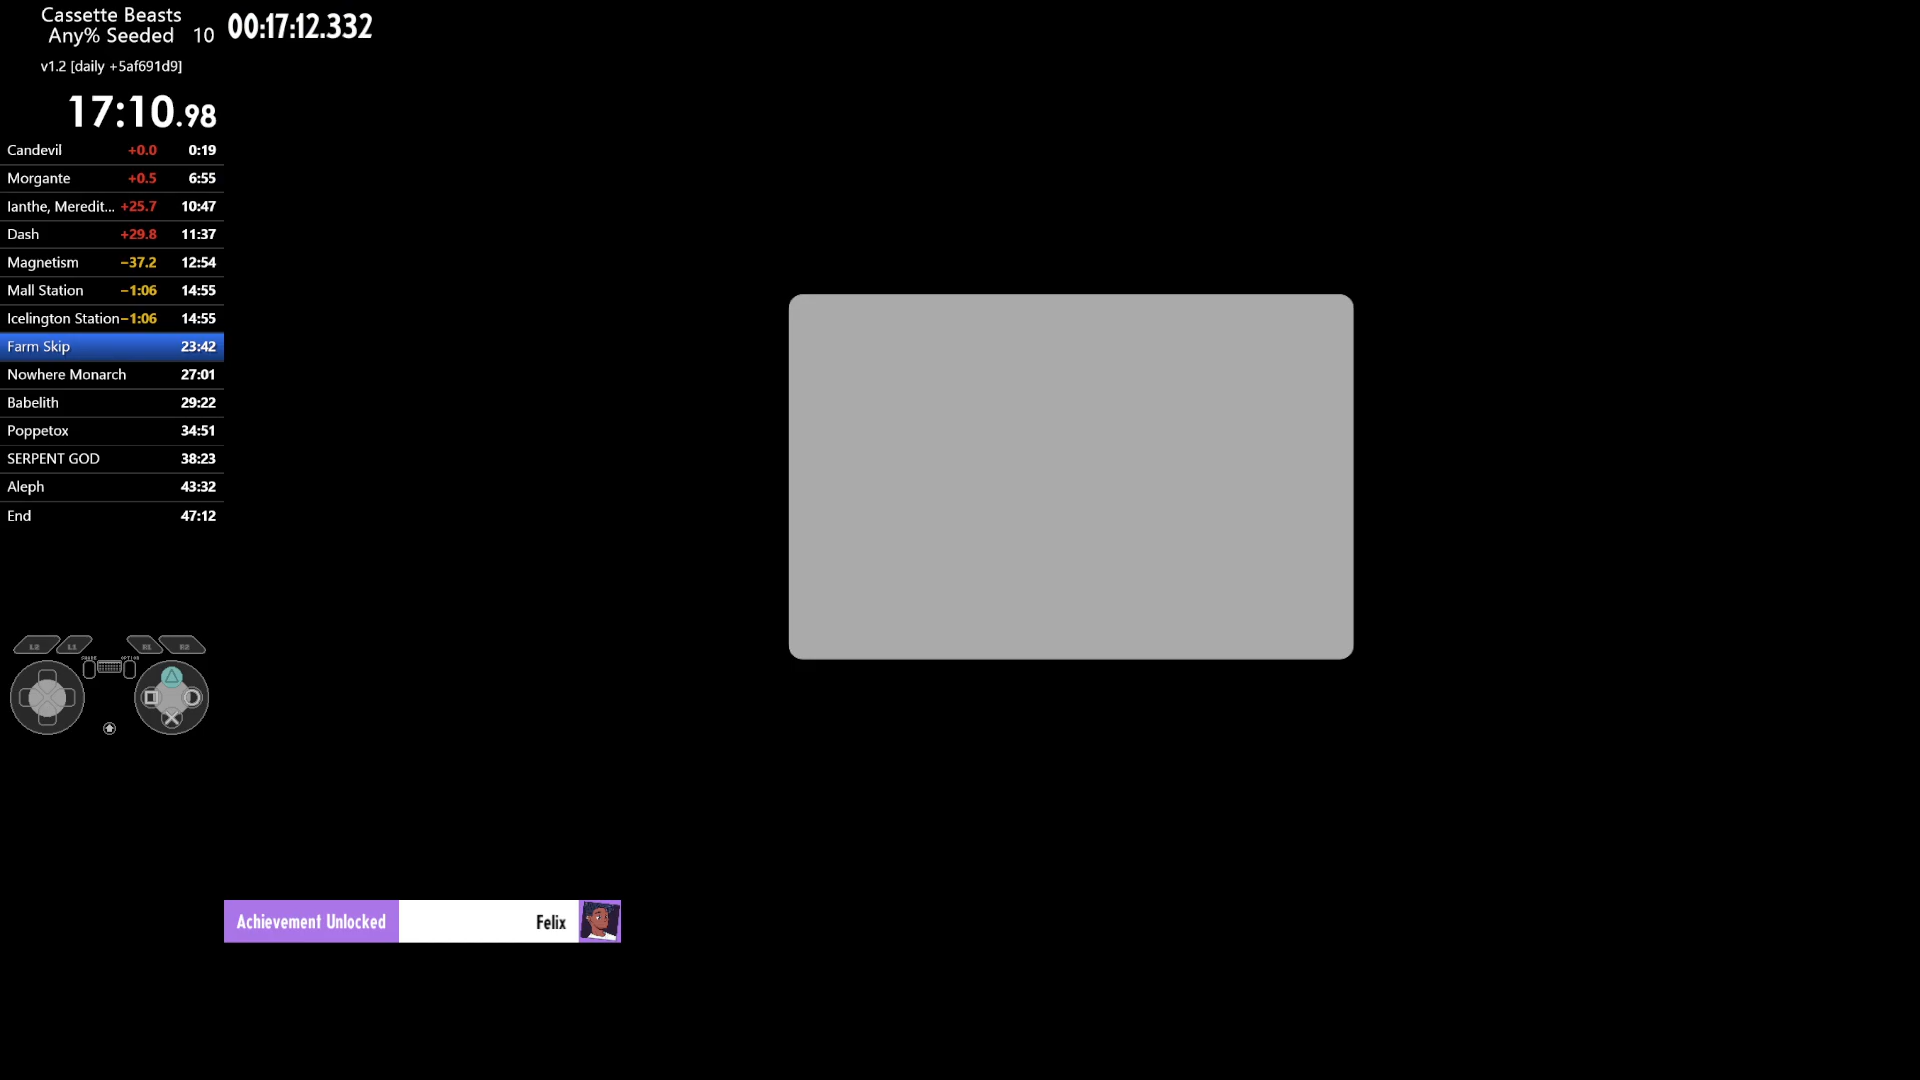 Cassette Beasts
Any% Seeded 10
00:17:12.332
v1.2 [daily +5af691d9]
17:10.98
Candevil +0.0 0:19
Morgante +0.5 6:55
Ianthe, Meredit... +25.7 10:47
Dash +29.8 11:37
Magnetism −37.2 12:54
Mall Station −1:06 14:55
Icelington Station −1:06 14:55
Farm Skip 23:42
Nowhere Monarch 27:01
Babelith 29:22
Poppetox 34:51
SERPENT GOD 38:23
Aleph 43:32
End 47:12
L2 L1 R1 R2
Achievement Unlocked Felix